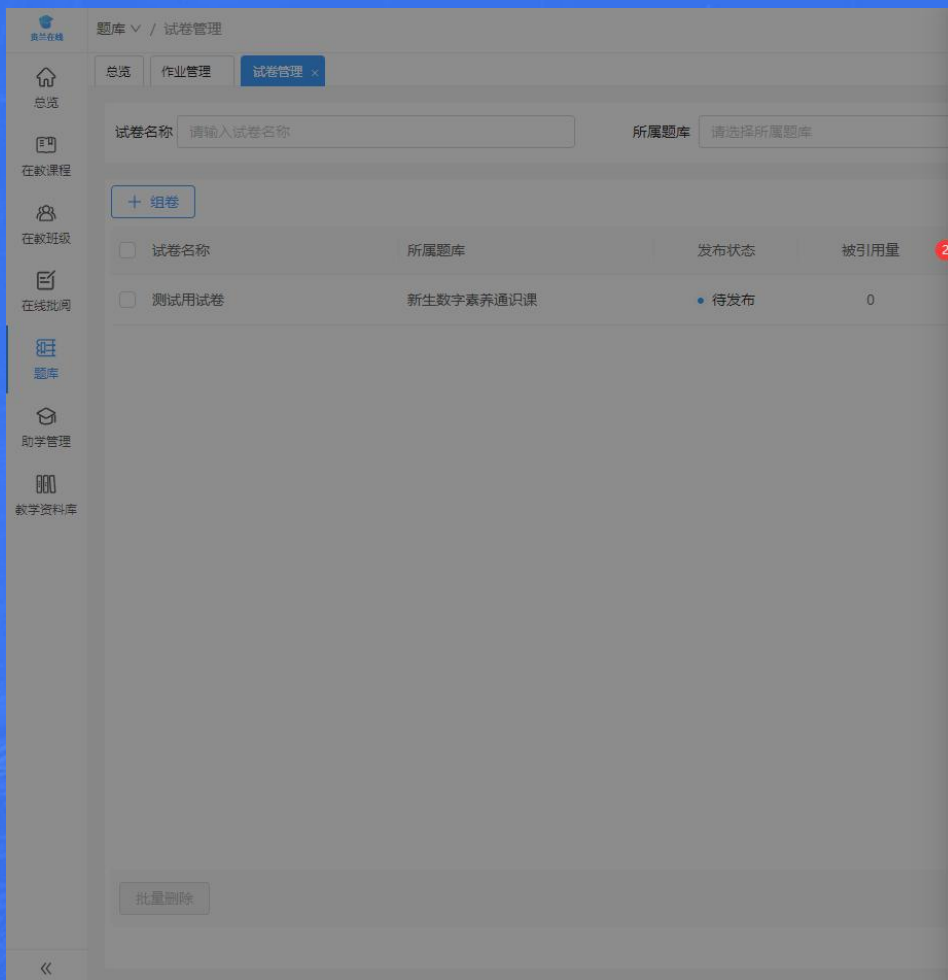 贵兰在线
题库 / 试卷管理
总览 作业管理 试卷管理 ×
总览
在教课程
在教班级
在线批阅
题库
助学管理
教学资料库
试卷名称 请输入试卷名称 所属题库 请选择所属题库
+ 组卷
试卷名称 所属题库 发布状态 被引用量 2
测试用试卷 新生数字素养通识课 • 待发布 0
批量删除
«